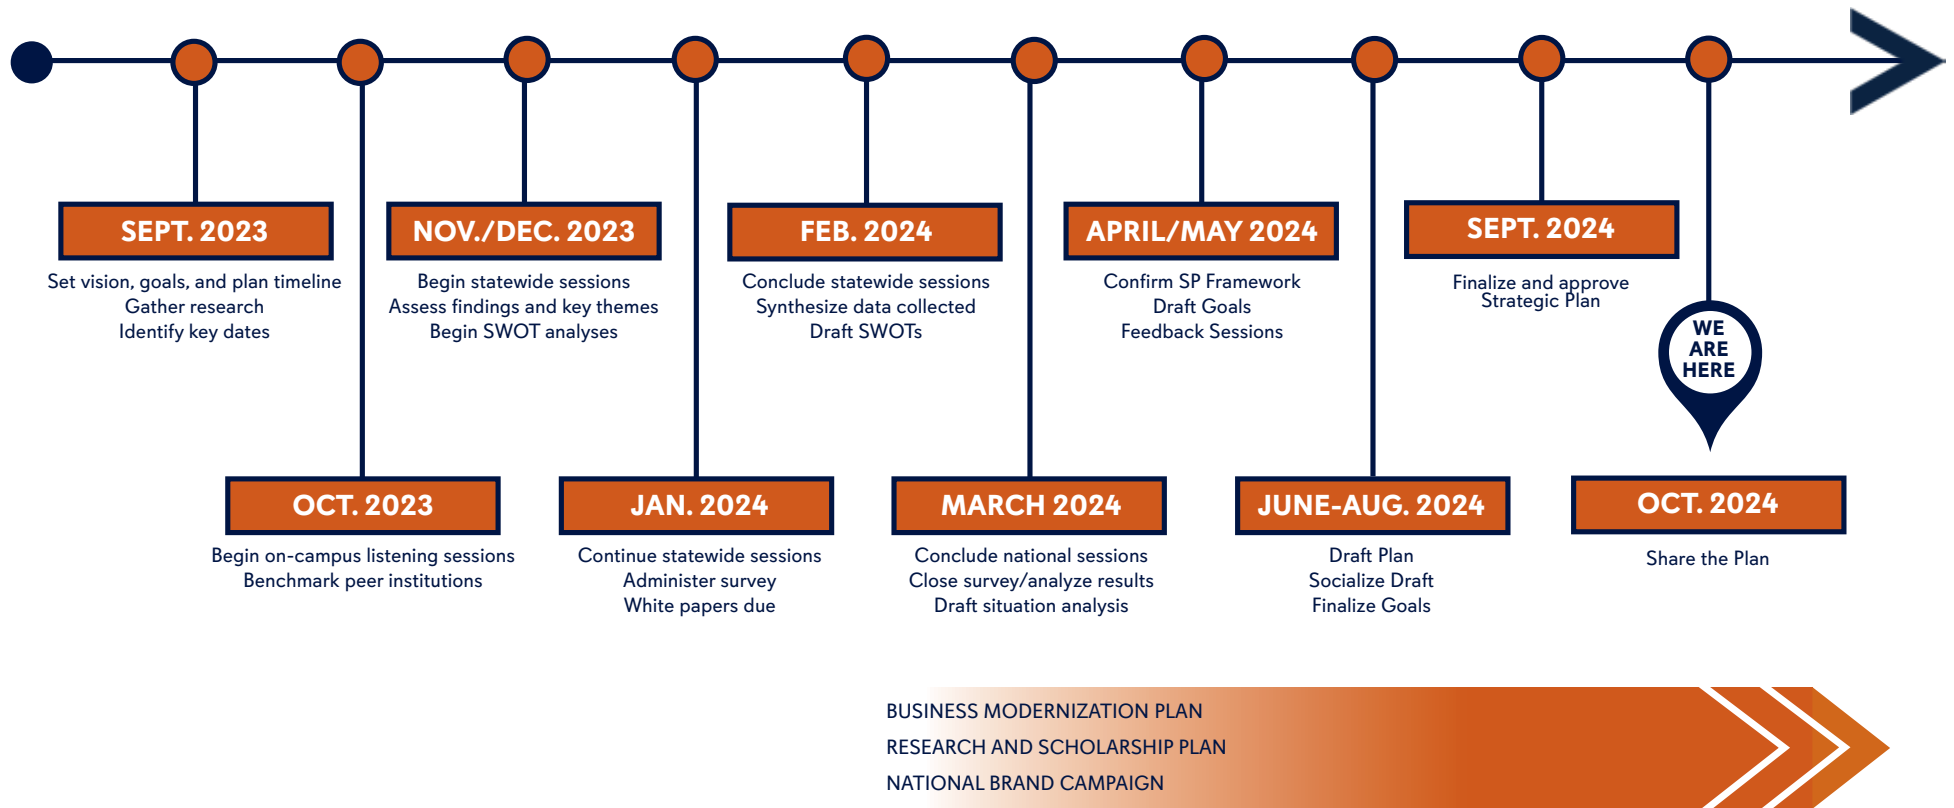 SEPT. 2023
Set vision, goals, and plan timeline
Gather research
Identify key dates
OCT. 2023
Begin on-campus listening sessions
Benchmark peer institutions
NOV./DEC. 2023
Begin statewide sessions
Assess findings and key themes
Begin SWOT analyses
JAN. 2024
Continue statewide sessions
Administer survey
White papers due
FEB. 2024
Conclude statewide sessions
Synthesize data collected
Draft SWOTs
MARCH 2024
Conclude national sessions
Close survey/analyze results
Draft situation analysis
APRIL/MAY 2024
Confirm SP Framework
Draft Goals
Feedback Sessions
JUNE-AUG. 2024
Draft Plan
Socialize Draft
Finalize Goals
SEPT. 2024
Finalize and approve
Strategic Plan
WE
ARE
HERE
OCT. 2024
Share the Plan
BUSINESS MODERNIZATION PLAN
RESEARCH AND SCHOLARSHIP PLAN
NATIONAL BRAND CAMPAIGN